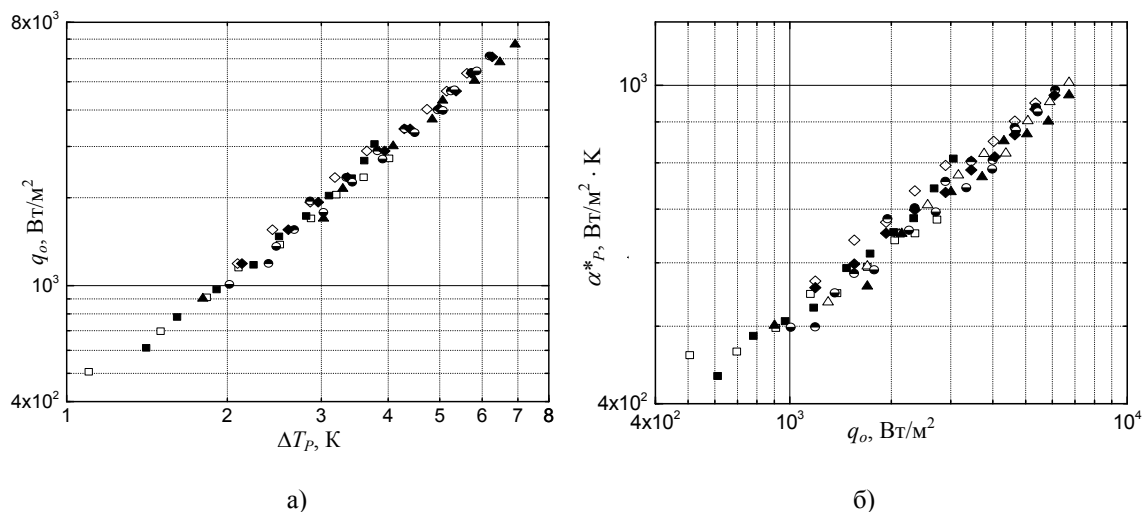 8x10³
10³
4x10²
q₀, Вт/м²
1 2 3 4 5 6 7 8
ΔT_P, К
а)
10³
4x10²
α*_P, Вт/м² · К
4x10² 10³ 10⁴
q₀, Вт/м²
б)